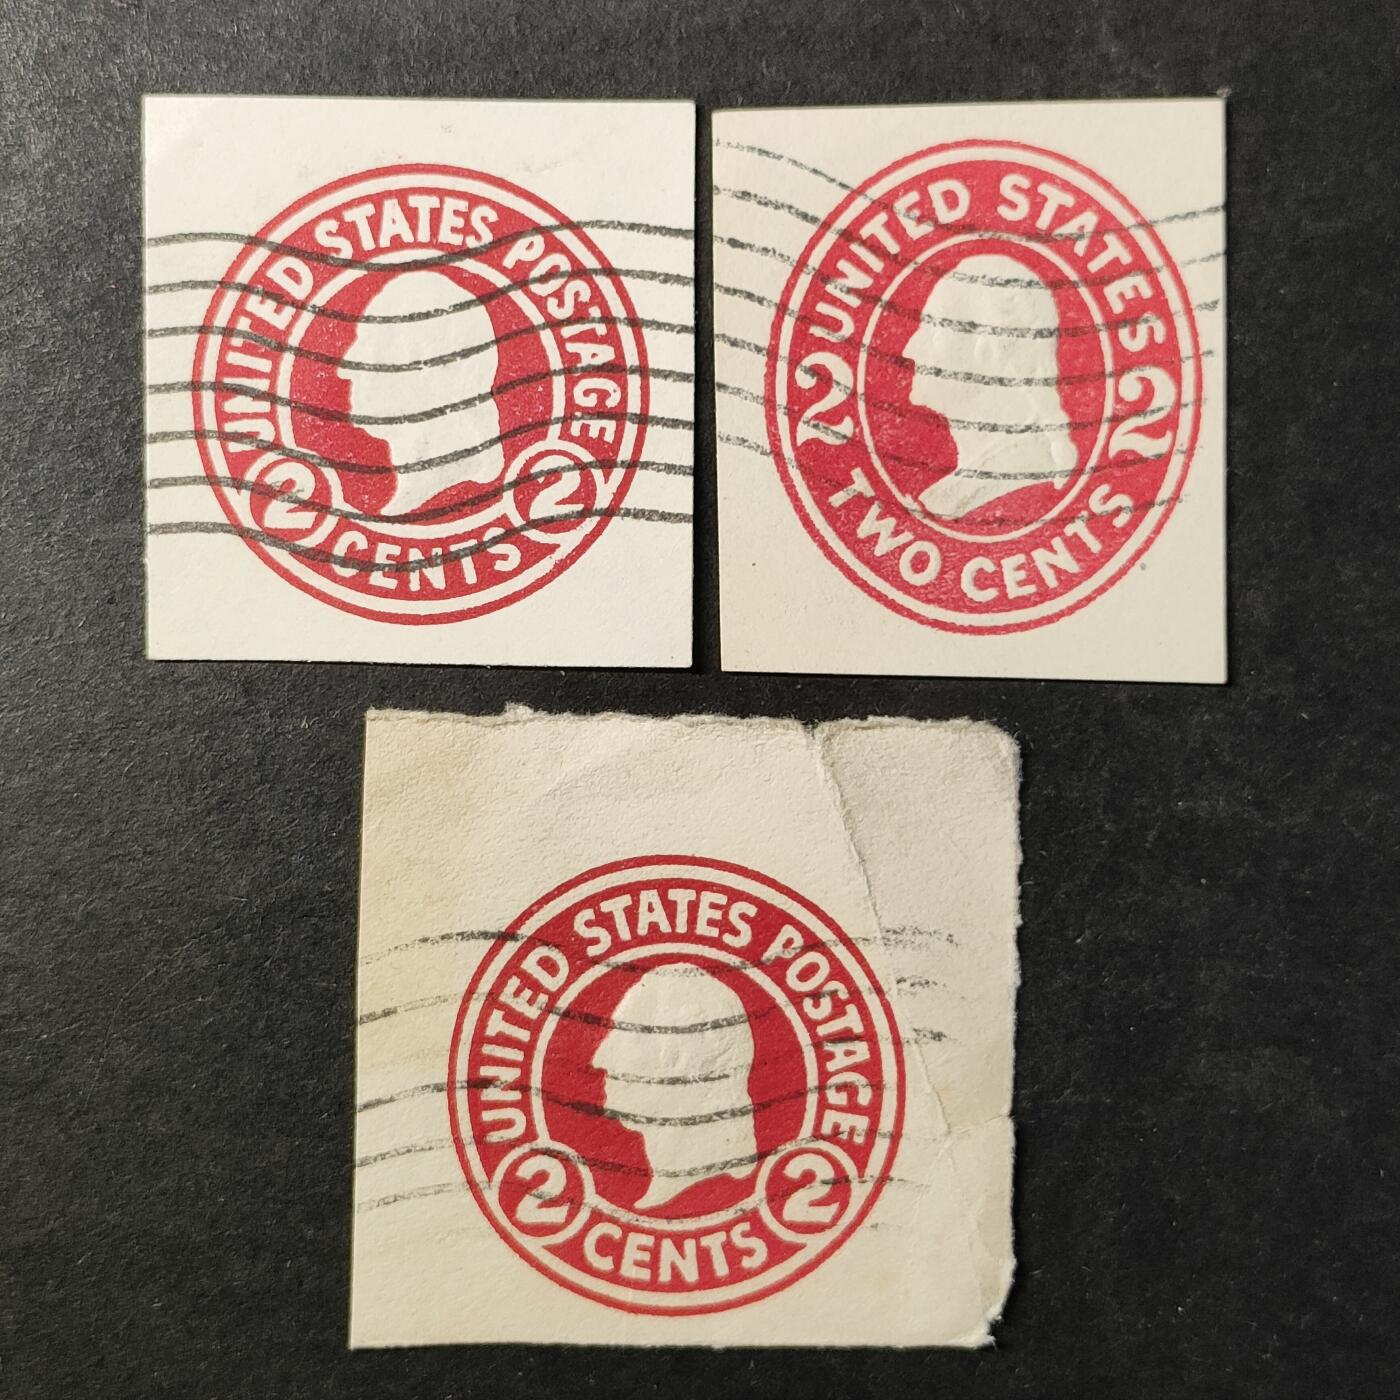 UNITED STATES POSTAGE
2 CENTS 2
UNITED STATES
2 2
TWO CENTS
UNITED STATES POSTAGE
2 CENTS 2